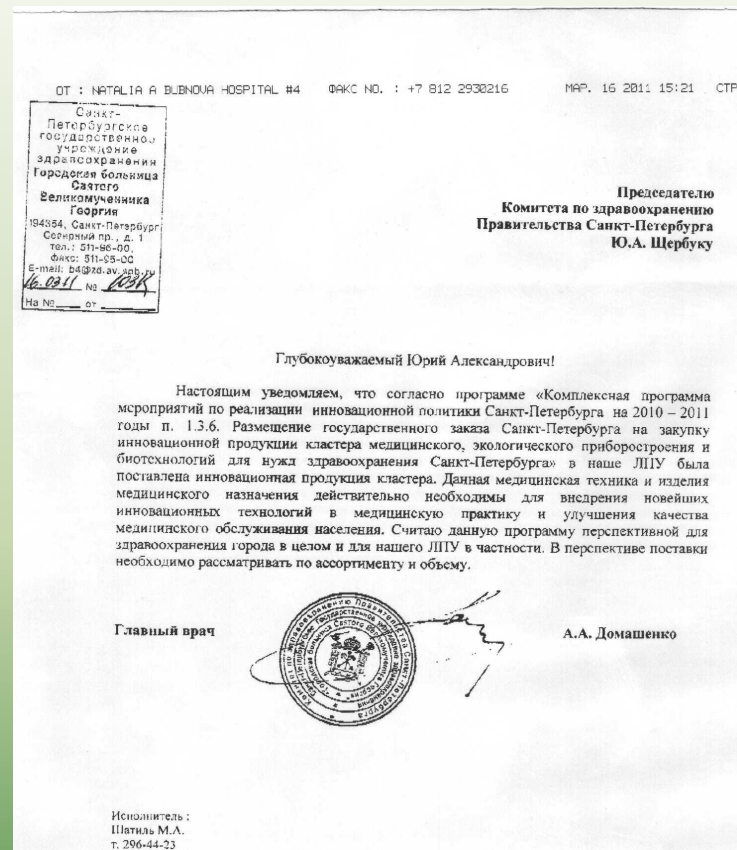 ОТ : NATALIA A BUBNOVA HOSPITAL #4 ФАКС NO. : +7 812 2930216 МАР. 16 2011 15:21 СТР
Санкт-
Петербургское
государственное
учреждение
здравоохранения
Городская больница
Святого
Великомученика
Георгия
194354, Санкт-Петербург
Северный пр., д. 1
тел.: 511-96-00,
факс: 511-95-00
E-mail: b4@zd.av.spb.ru
16.0311 №
На № от
Председателю
Комитета по здравоохранению
Правительства Санкт-Петербурга
Ю.А. Щербуку
Глубокоуважаемый Юрий Александрович!
Настоящим уведомляем, что согласно программе «Комплексная программа
мероприятий по реализации инновационной политики Санкт-Петербурга на 2010 – 2011
годы п. 1.3.6. Размещение государственного заказа Санкт-Петербурга на закупку
инновационной продукции кластера медицинского, экологического приборостроения и
биотехнологий для нужд здравоохранения Санкт-Петербурга» в наше ЛПУ была
поставлена инновационная продукция кластера. Данная медицинская техника и изделия
медицинского назначения действительно необходимы для внедрения новейших
инновационных технологий в медицинскую практику и улучшения качества
медицинского обслуживания населения. Считаю данную программу перспективной для
здравоохранения города в целом и для нашего ЛПУ в частности. В перспективе поставки
необходимо рассматривать по ассортименту и объему.
Главный врач
А.А. Домашенко
Исполнитель :
Шатиль М.А.
т. 296-44-23